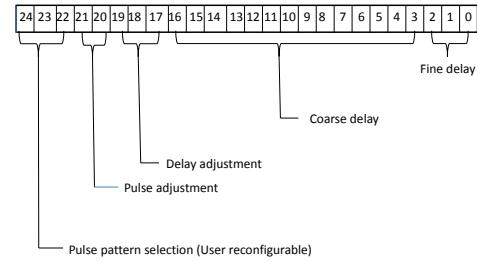 24 23 22 21 20 19 18 17 16 15 14 13 12 11 10 9 8 7 6 5 4 3 2 1 0
Fine delay
Coarse delay
Delay adjustment
Pulse adjustment
Pulse pattern selection (User reconfigurable)